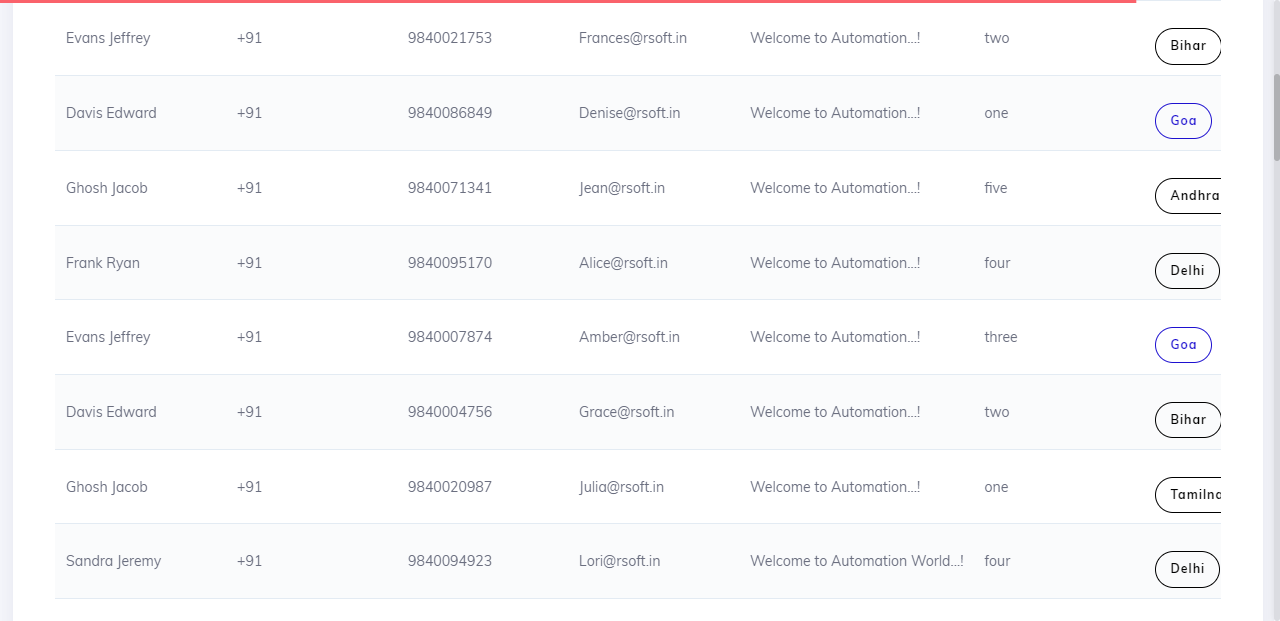 Evans Jeffrey +91 9840021753 Frances@rsoft.in Welcome to Automation...! two Bihar
Davis Edward +91 9840086849 Denise@rsoft.in Welcome to Automation...! one Goa
Ghosh Jacob +91 9840071341 Jean@rsoft.in Welcome to Automation...! five Andhra
Frank Ryan +91 9840095170 Alice@rsoft.in Welcome to Automation...! four Delhi
Evans Jeffrey +91 9840007874 Amber@rsoft.in Welcome to Automation...! three Goa
Davis Edward +91 9840004756 Grace@rsoft.in Welcome to Automation...! two Bihar
Ghosh Jacob +91 9840020987 Julia@rsoft.in Welcome to Automation...! one
Sandra Jeremy +91 9840094923 Lori@rsoft.in Welcome to Automation World...! four Delhi